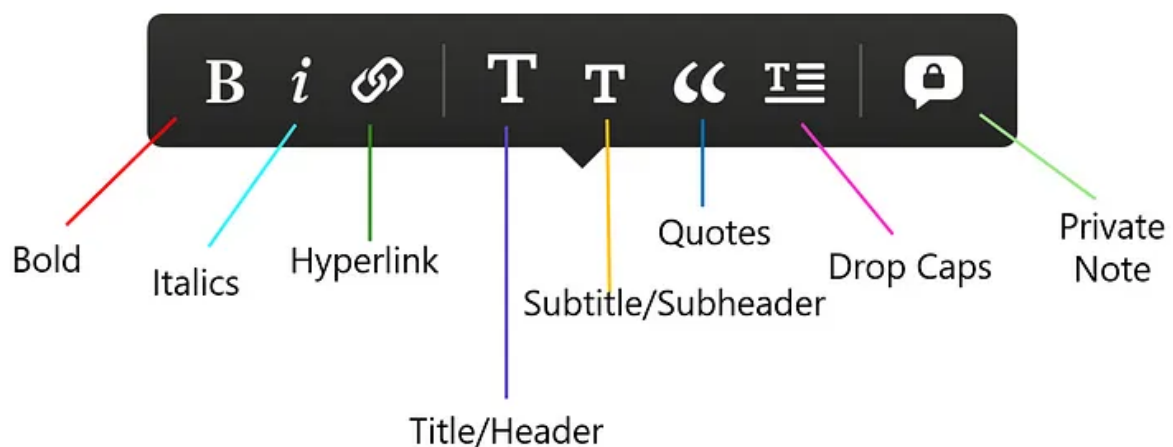 B i T T “ T
Bold
Italics
Hyperlink
Title/Header
Subtitle/Subheader
Quotes
Drop Caps
Private
Note